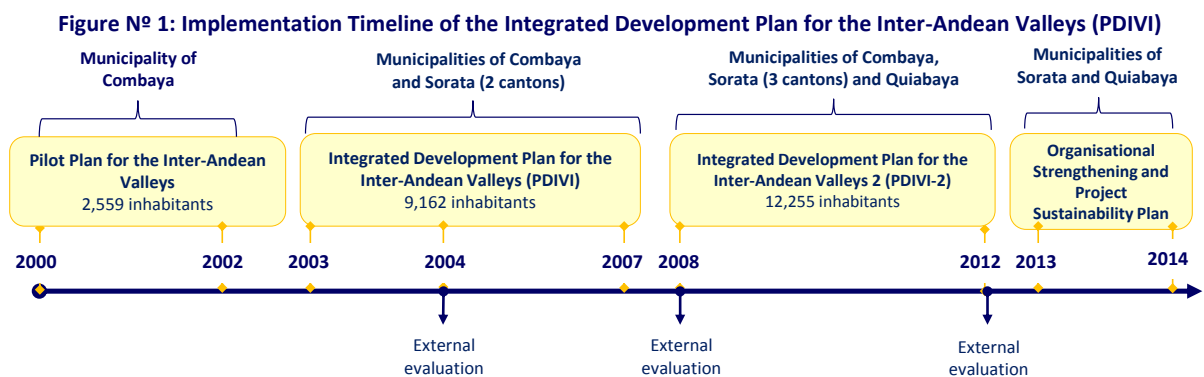 Figure Nº 1: Implementation Timeline of the Integrated Development Plan for the Inter-Andean Valleys (PDIVI)
Municipality of
Combaya
Municipalities of Combaya
and Sorata (2 cantons)
Municipalities of Combaya,
Sorata (3 cantons) and Quiabaya
Municipalities of
Sorata and Quiabaya
Pilot Plan for the Inter-Andean
Valleys
2,559 inhabitants
Integrated Development Plan for the
Inter-Andean Valleys (PDIVI)
9,162 inhabitants
Integrated Development Plan for the
Inter-Andean Valleys 2 (PDIVI-2)
12,255 inhabitants
Organisational
Strengthening and
Project
Sustainability Plan
2000
2002
2003
2004
2007
2008
2012
2013
2014
External
evaluation
External
evaluation
External
evaluation